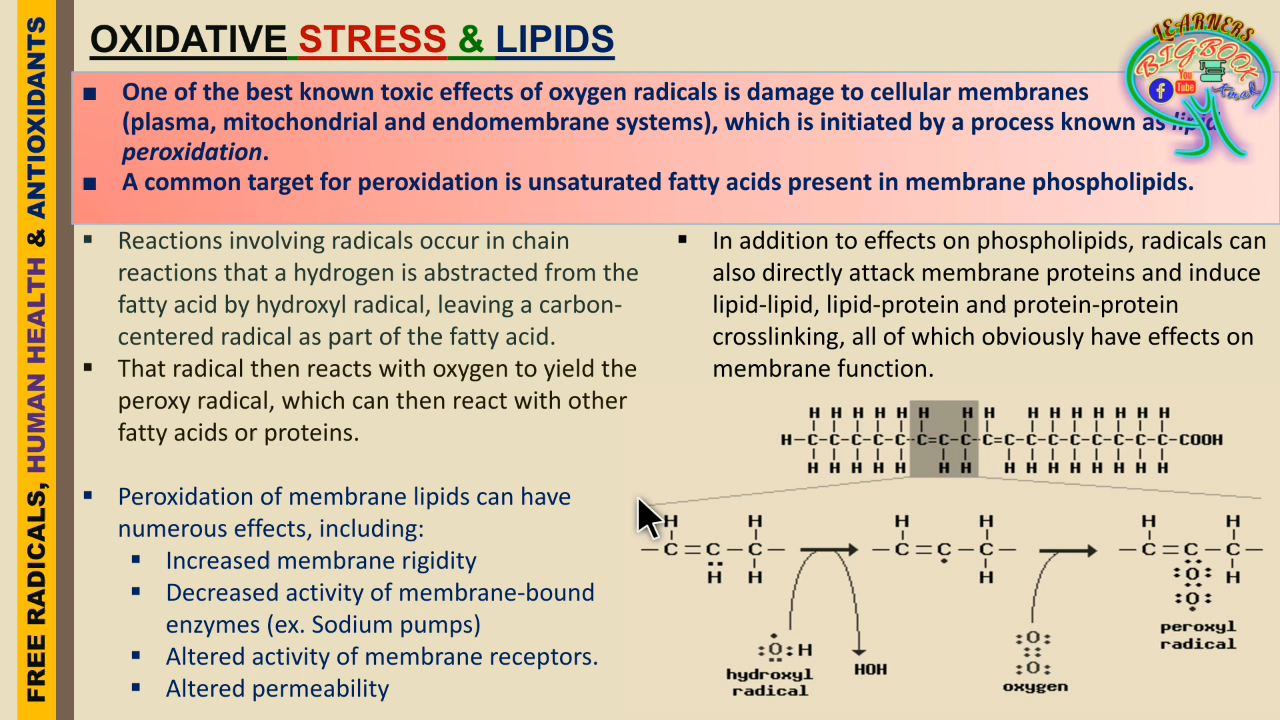 FREE RADICALS, HUMAN HEALTH & ANTIOXIDANTS
OXIDATIVE STRESS & LIPIDS
LEARNERS
BIGBOOK
You
Tube
■ One of the best known toxic effects of oxygen radicals is damage to cellular membranes
(plasma, mitochondrial and endomembrane systems), which is initiated by a process known as lipid
peroxidation.
■ A common target for peroxidation is unsaturated fatty acids present in membrane phospholipids.
▪ Reactions involving radicals occur in chain
reactions that a hydrogen is abstracted from the
fatty acid by hydroxyl radical, leaving a carbon-
centered radical as part of the fatty acid.
▪ That radical then reacts with oxygen to yield the
peroxy radical, which can then react with other
fatty acids or proteins.
▪ Peroxidation of membrane lipids can have
numerous effects, including:
▪ Increased membrane rigidity
▪ Decreased activity of membrane-bound
enzymes (ex. Sodium pumps)
▪ Altered activity of membrane receptors.
▪ Altered permeability
▪ In addition to effects on phospholipids, radicals can
also directly attack membrane proteins and induce
lipid-lipid, lipid-protein and protein-protein
crosslinking, all of which obviously have effects on
membrane function.
H H H H H H H H H H H H H H H
H-C-C-C-C-C-C=C-C-C=C-C-C-C-C-C-C-C-COOH
H H H H H H H H H H H H H H H
H H H H H H
—C=C—C— —C=C—C— —C=C—C—
H H H :O: H
:O:
peroxyl
radical
:O:H
hydroxyl
radical
HOH
:O:
:O:
oxygen